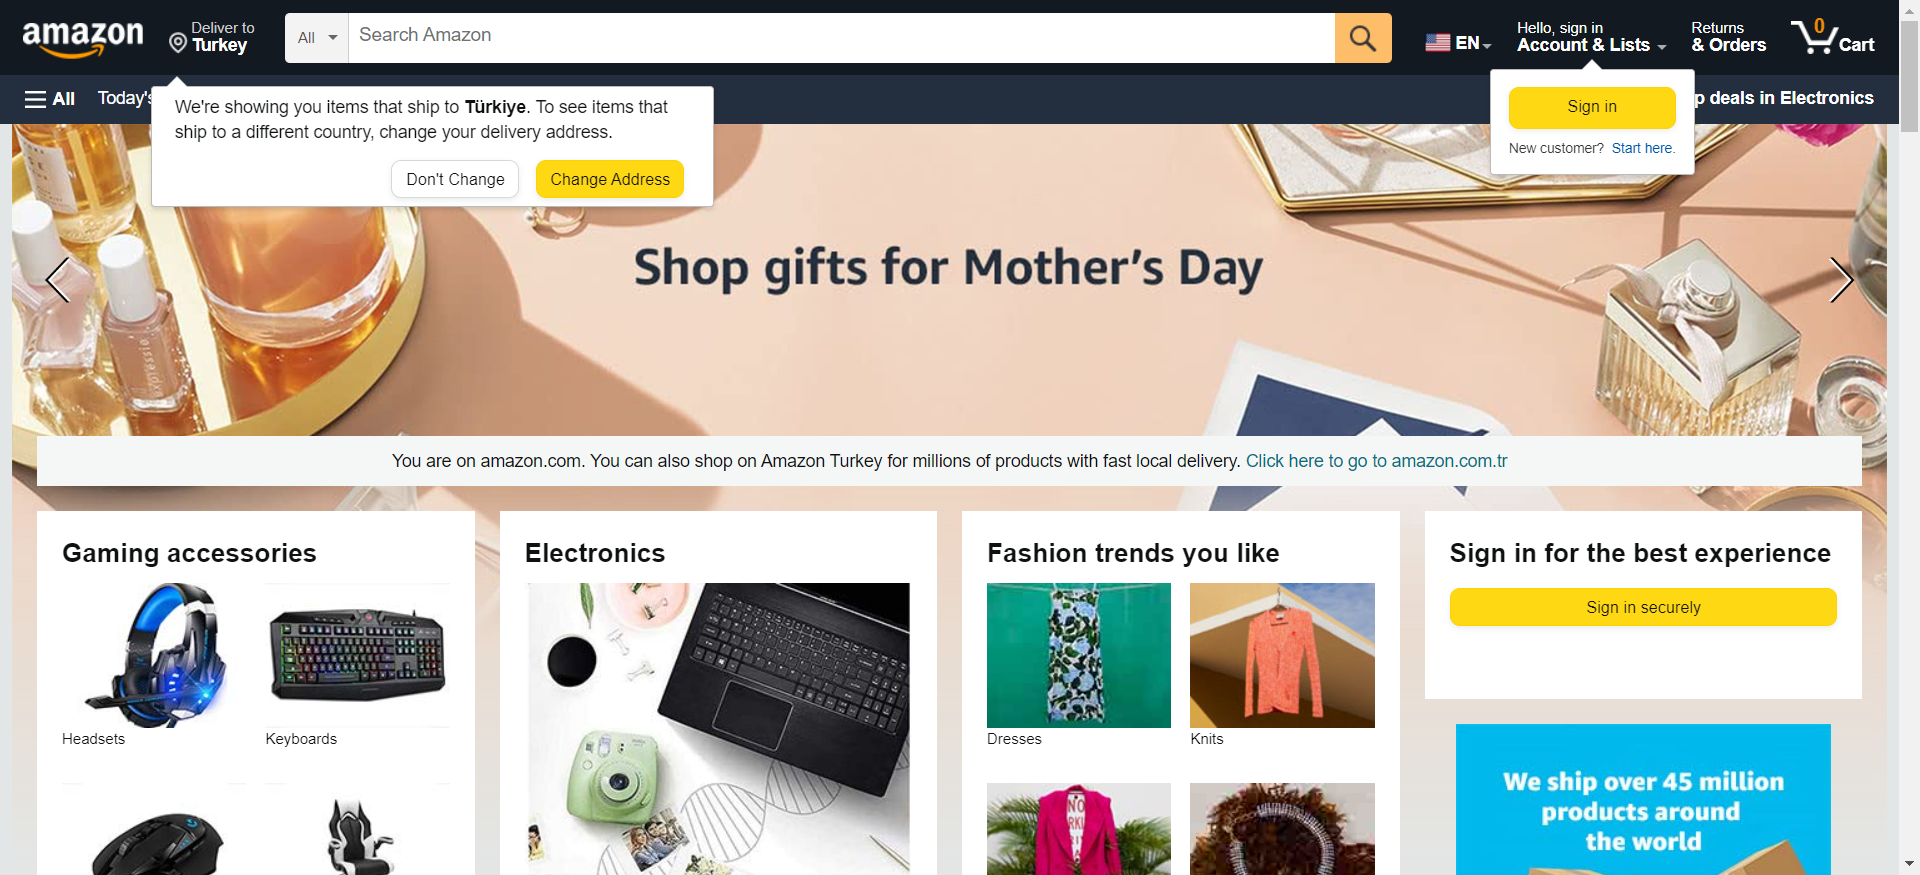 amazon
Deliver to
Turkey
All
Search Amazon
EN
Hello, sign in
Account & Lists
Returns
& Orders
0
Cart
All
Today's
p deals in Electronics
We're showing you items that ship to Türkiye. To see items that
ship to a different country, change your delivery address.
Don't Change
Change Address
Sign in
New customer? Start here.
Shop gifts for Mother's Day
You are on amazon.com. You can also shop on Amazon Turkey for millions of products with fast local delivery. Click here to go to amazon.com.tr
Gaming accessories
Headsets
Keyboards
Electronics
Fashion trends you like
Dresses
Knits
Sign in for the best experience
Sign in securely
We ship over 45 million
products around
the world